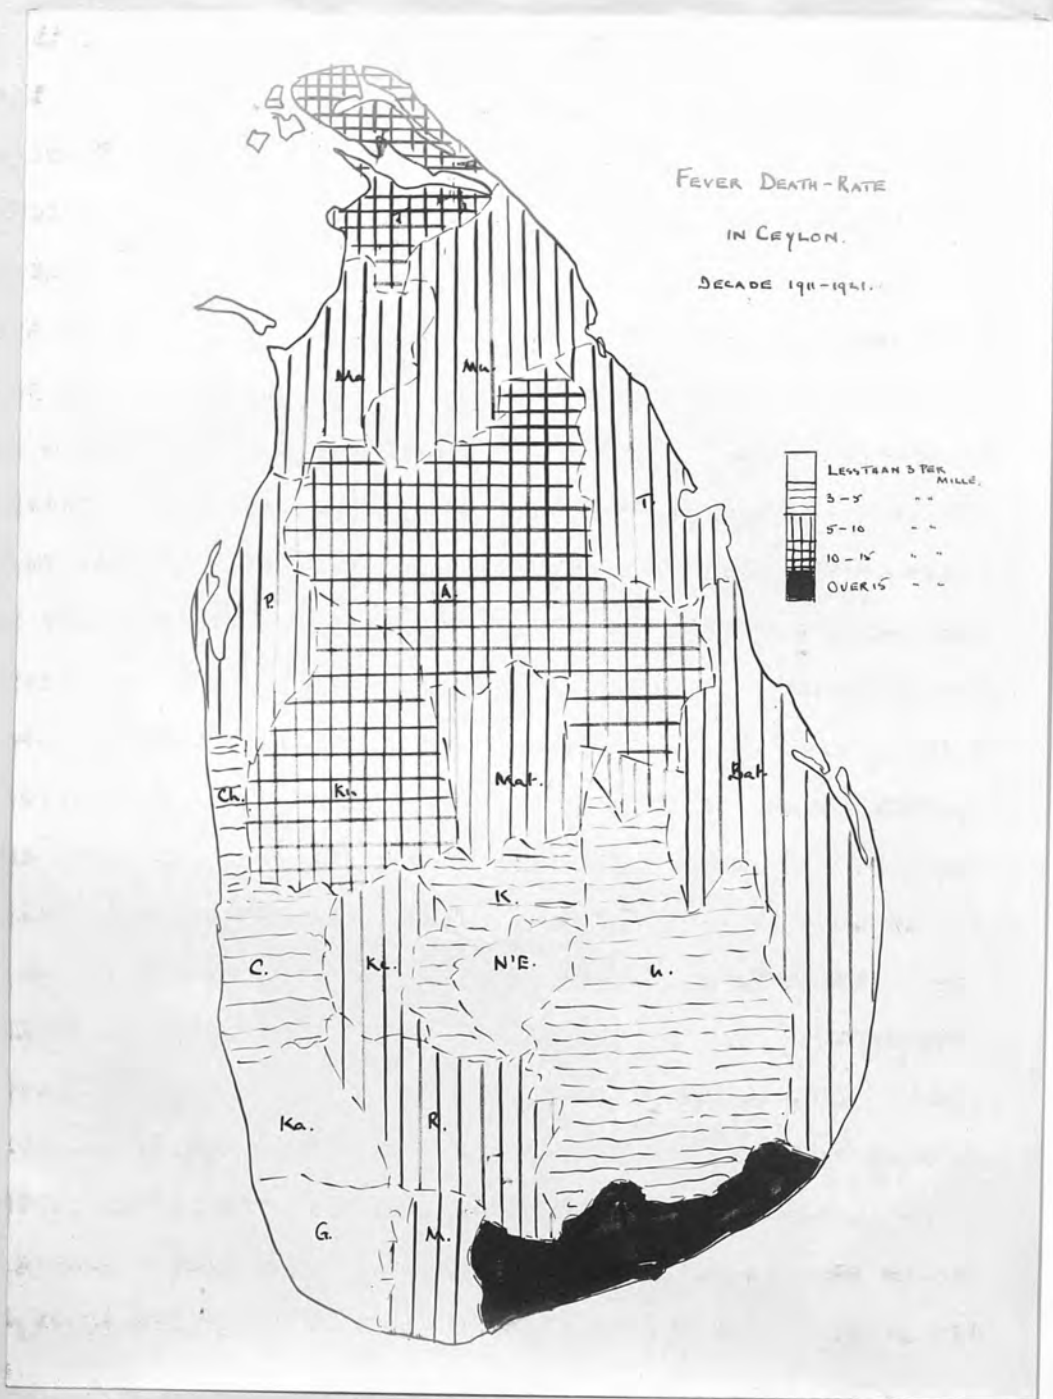 FEVER DEATH-RATE
IN CEYLON.
DECADE 1911-1921.
LESS THAN 3 PER
MILLE.
3-5 " "
5-10 " "
10-15 " "
OVER 15 " "
J.
Ma
Mu.
T.
P.
A.
Ch.
Ku.
Mat.
Bat.
K.
C.
Ke.
N'E.
U.
Ka.
R.
G.
M.